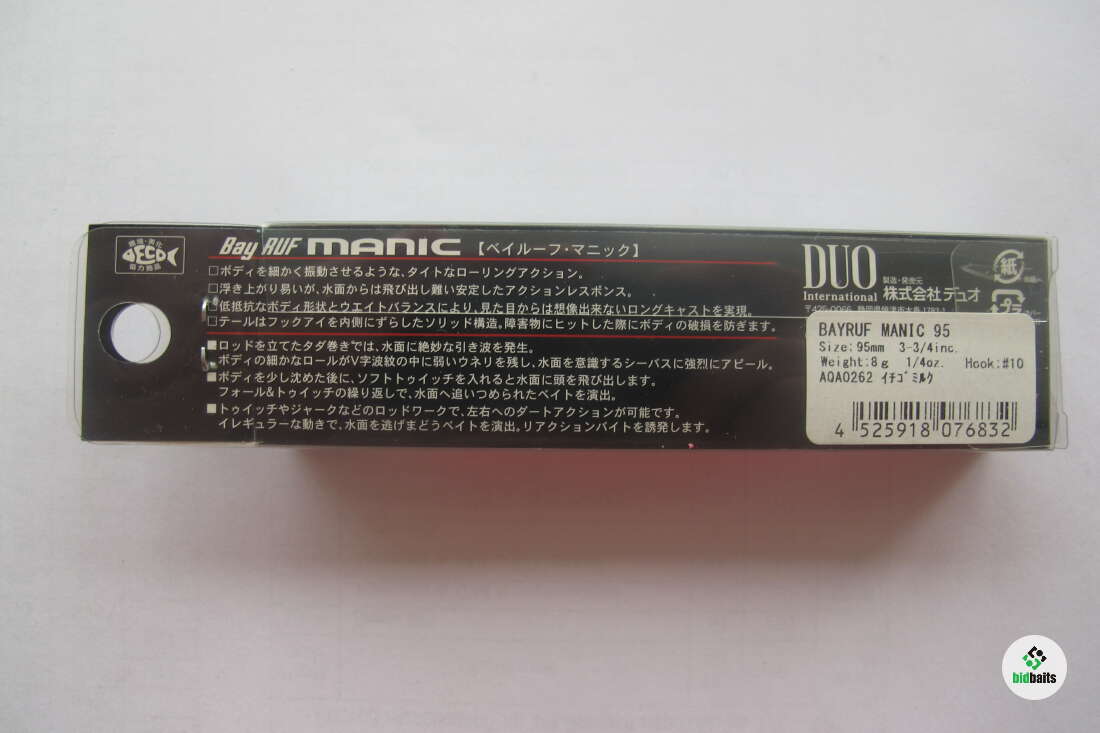 環境・美化
DECO
協力商品
Bay RUF MANIC 【ベイルーフ・マニック】
□ボディを細かく振動させるような、タイトなローリングアクション。
□浮き上がり易いが、水面からは飛び出し難い安定したアクションレスポンス。
□低抵抗なボディ形状とウエイトバランスにより、見た目からは想像出来ないロングキャストを実現。
□テールはフックアイを内側にずらしたソリッド構造。障害物にヒットした際にボディの破損を防ぎます。
■ロッドを立てたタダ巻きでは、水面に絶妙な引き波を発生。
ボディの細かなロールがV字波紋の中に弱いウネリを残し、水面を意識するシーバスに強烈にアピール。
■ボディを少し沈めた後に、ソフトトゥイッチを入れると水面に頭を飛び出します。
フォール&トゥイッチの繰り返しで、水面へ追いつめられたベイトを演出。
■トゥイッチやジャークなどのロッドワークで、左右へのダートアクションが可能です。
イレギュラーな動きで、水面を逃げまどうベイトを演出。リアクションバイトを誘発します。
DUO
International
製造・発売元
株式会社デュオ
紙
プラ
BAYRUF MANIC 95
Size:95mm 3-3/4inc.
Weight:8g 1/4oz. Hook:#10
AQA0262 ｲﾁｺﾞﾐﾙｸ
4 525918 076832
bidbaits